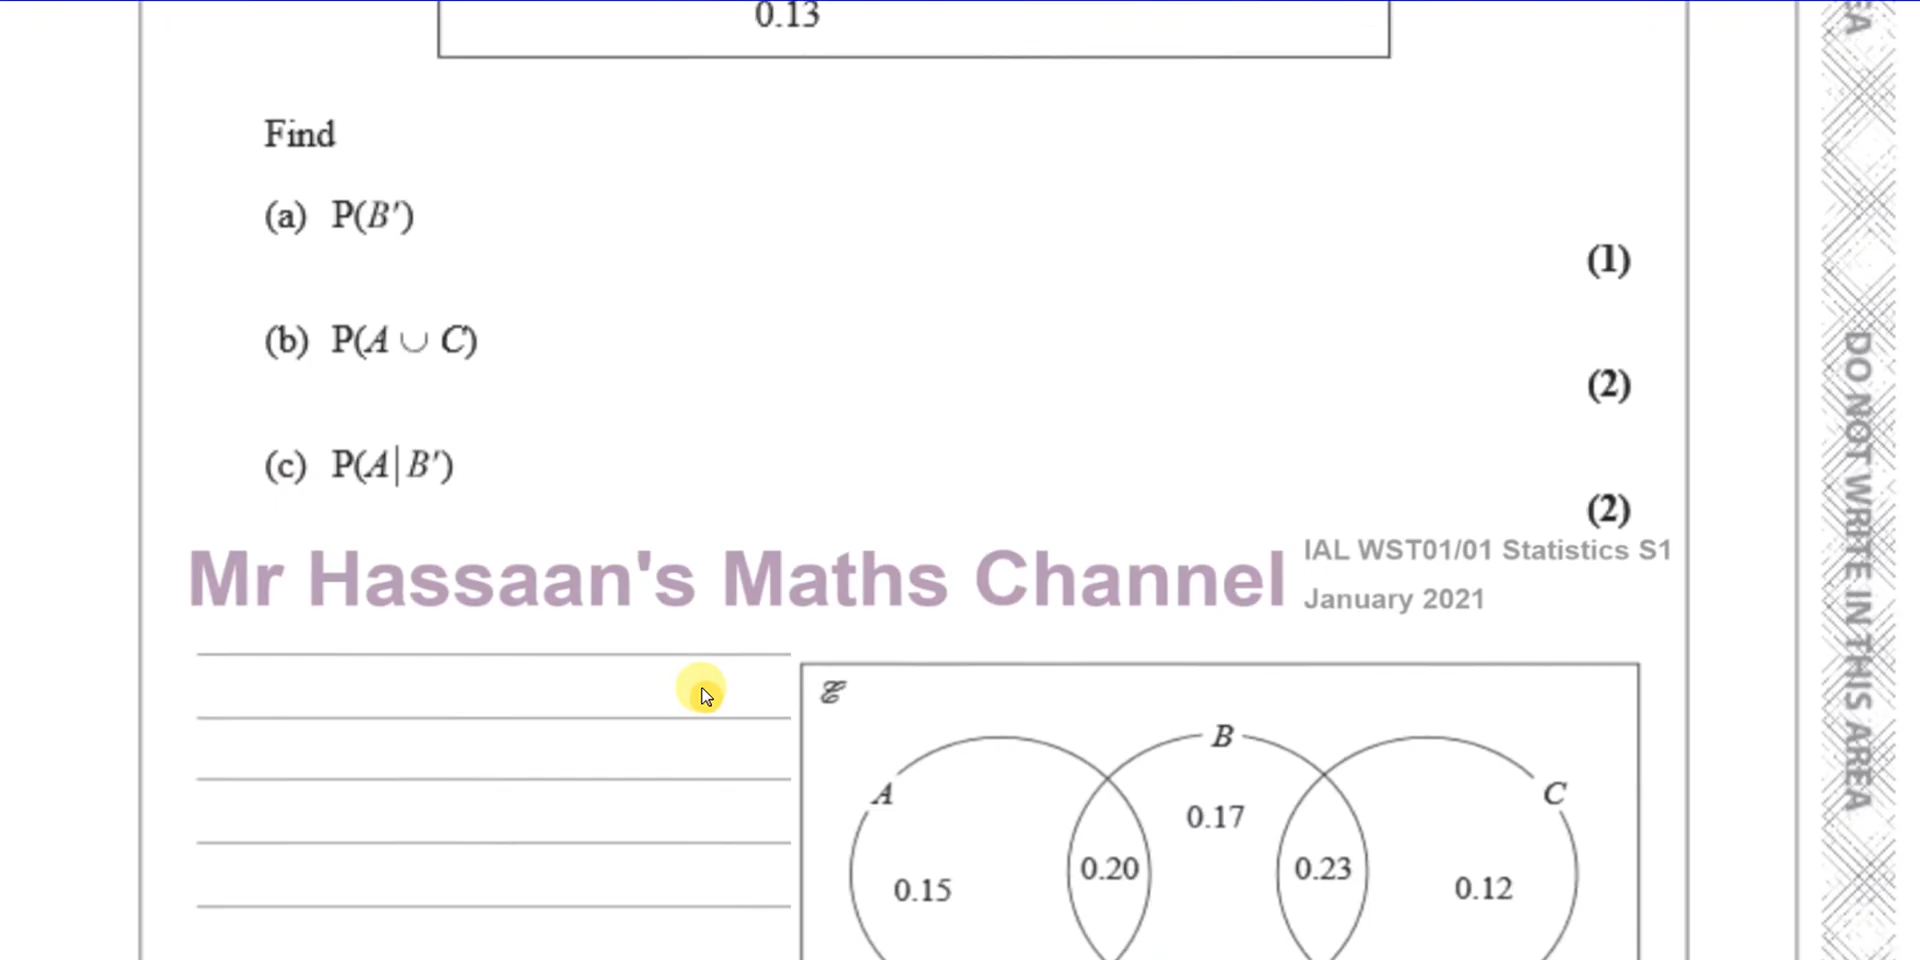 0.13
Find
(a) P(B′)
(1)
(b) P(A ∪ C)
(2)
(c) P(A|B′)
(2)
Mr Hassaan's Maths Channel
IAL WST01/01 Statistics S1
January 2021
ℰ
B
A
C
0.17
0.20
0.23
0.15
0.12
EA
DO NOT WRITE IN THIS AREA